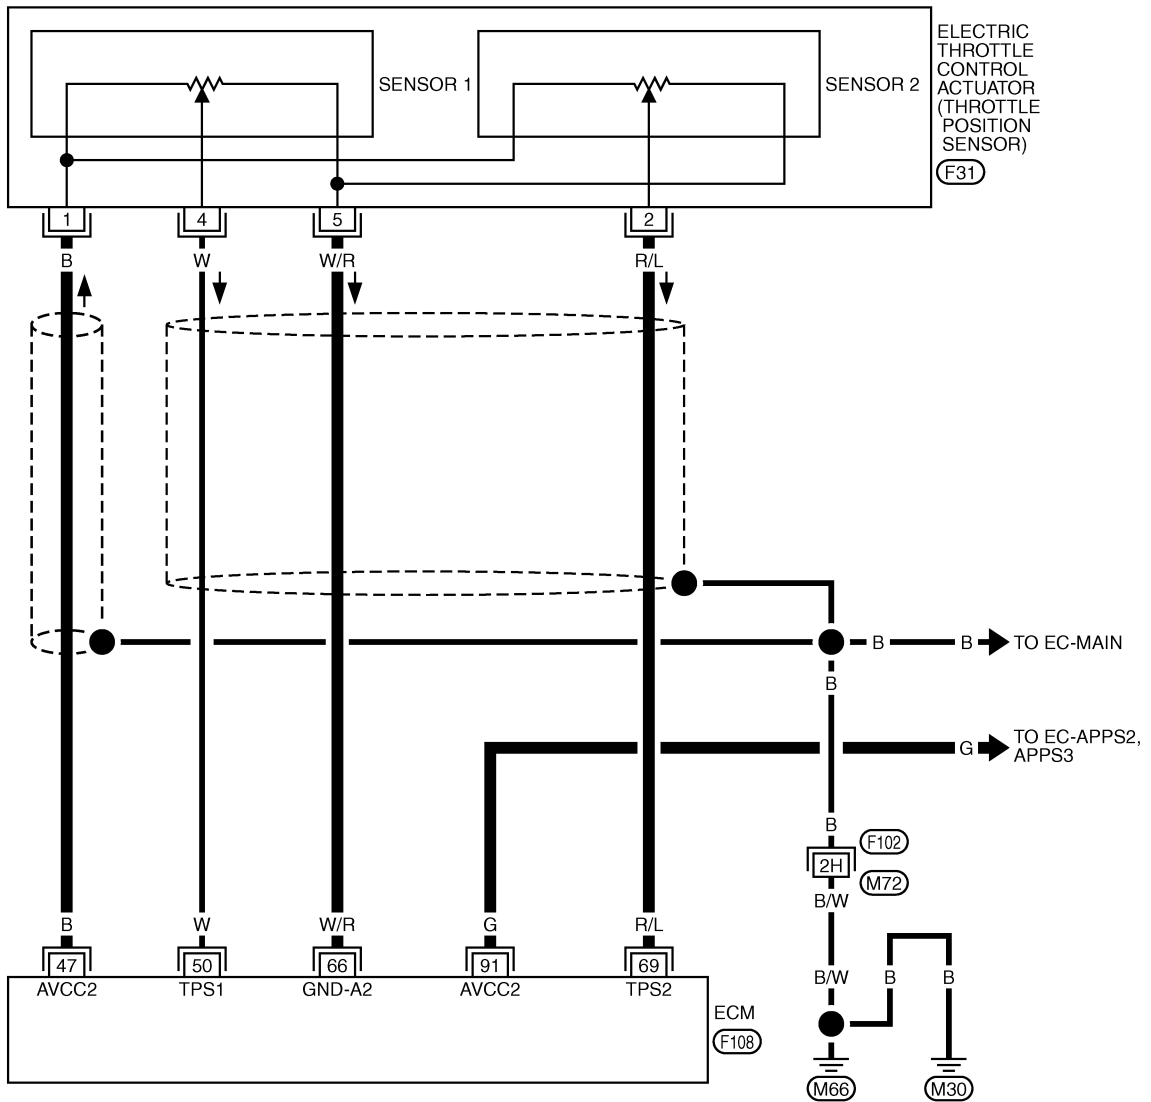 ELECTRIC
THROTTLE
CONTROL
ACTUATOR
(THROTTLE
POSITION
SENSOR)
F31
SENSOR 1
SENSOR 2
1
4
5
2
B
W
W/R
R/L
B
B
TO EC-MAIN
B
G
TO EC-APPS2,
APPS3
B
F102
2H
M72
B/W
B
W
W/R
G
R/L
47
50
66
91
69
AVCC2
TPS1
GND-A2
AVCC2
TPS2
ECM
F108
B/W
B
B
M66
M30